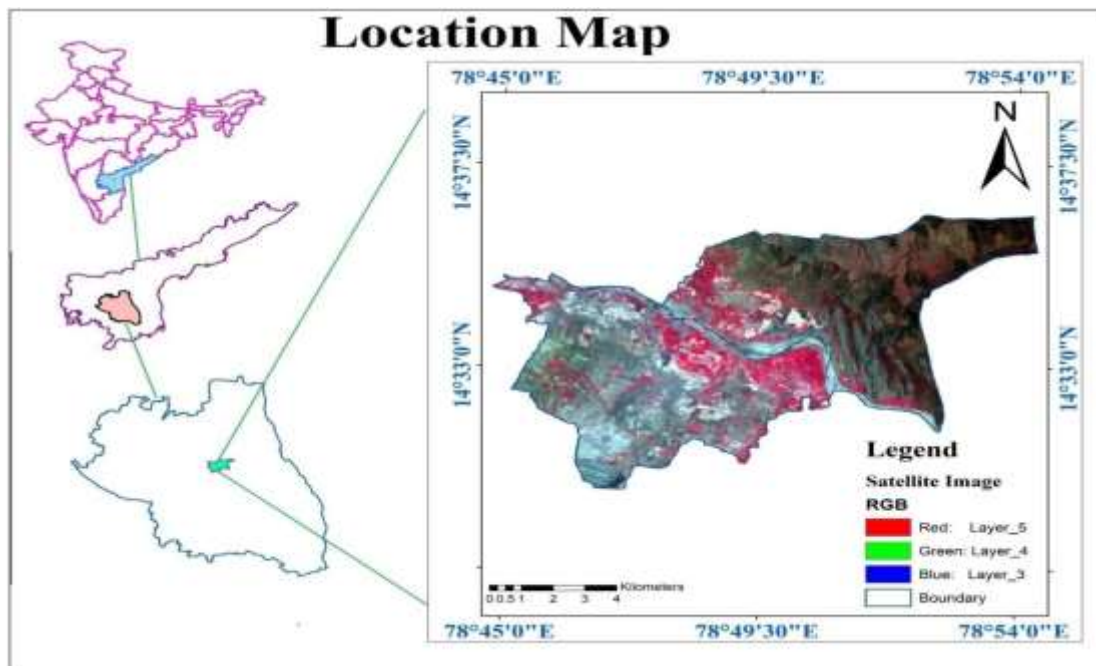 Location Map
78°45'0"E 78°49'30"E 78°54'0"E
N
14°37'30"N 14°37'30"N
14°33'0"N 14°33'0"N
Legend
Satellite Image
RGB
Red: Layer_5
Green: Layer_4
Blue: Layer_3
Boundary
Kilometers
0 0.5 1 2 3 4
78°45'0"E 78°49'30"E 78°54'0"E